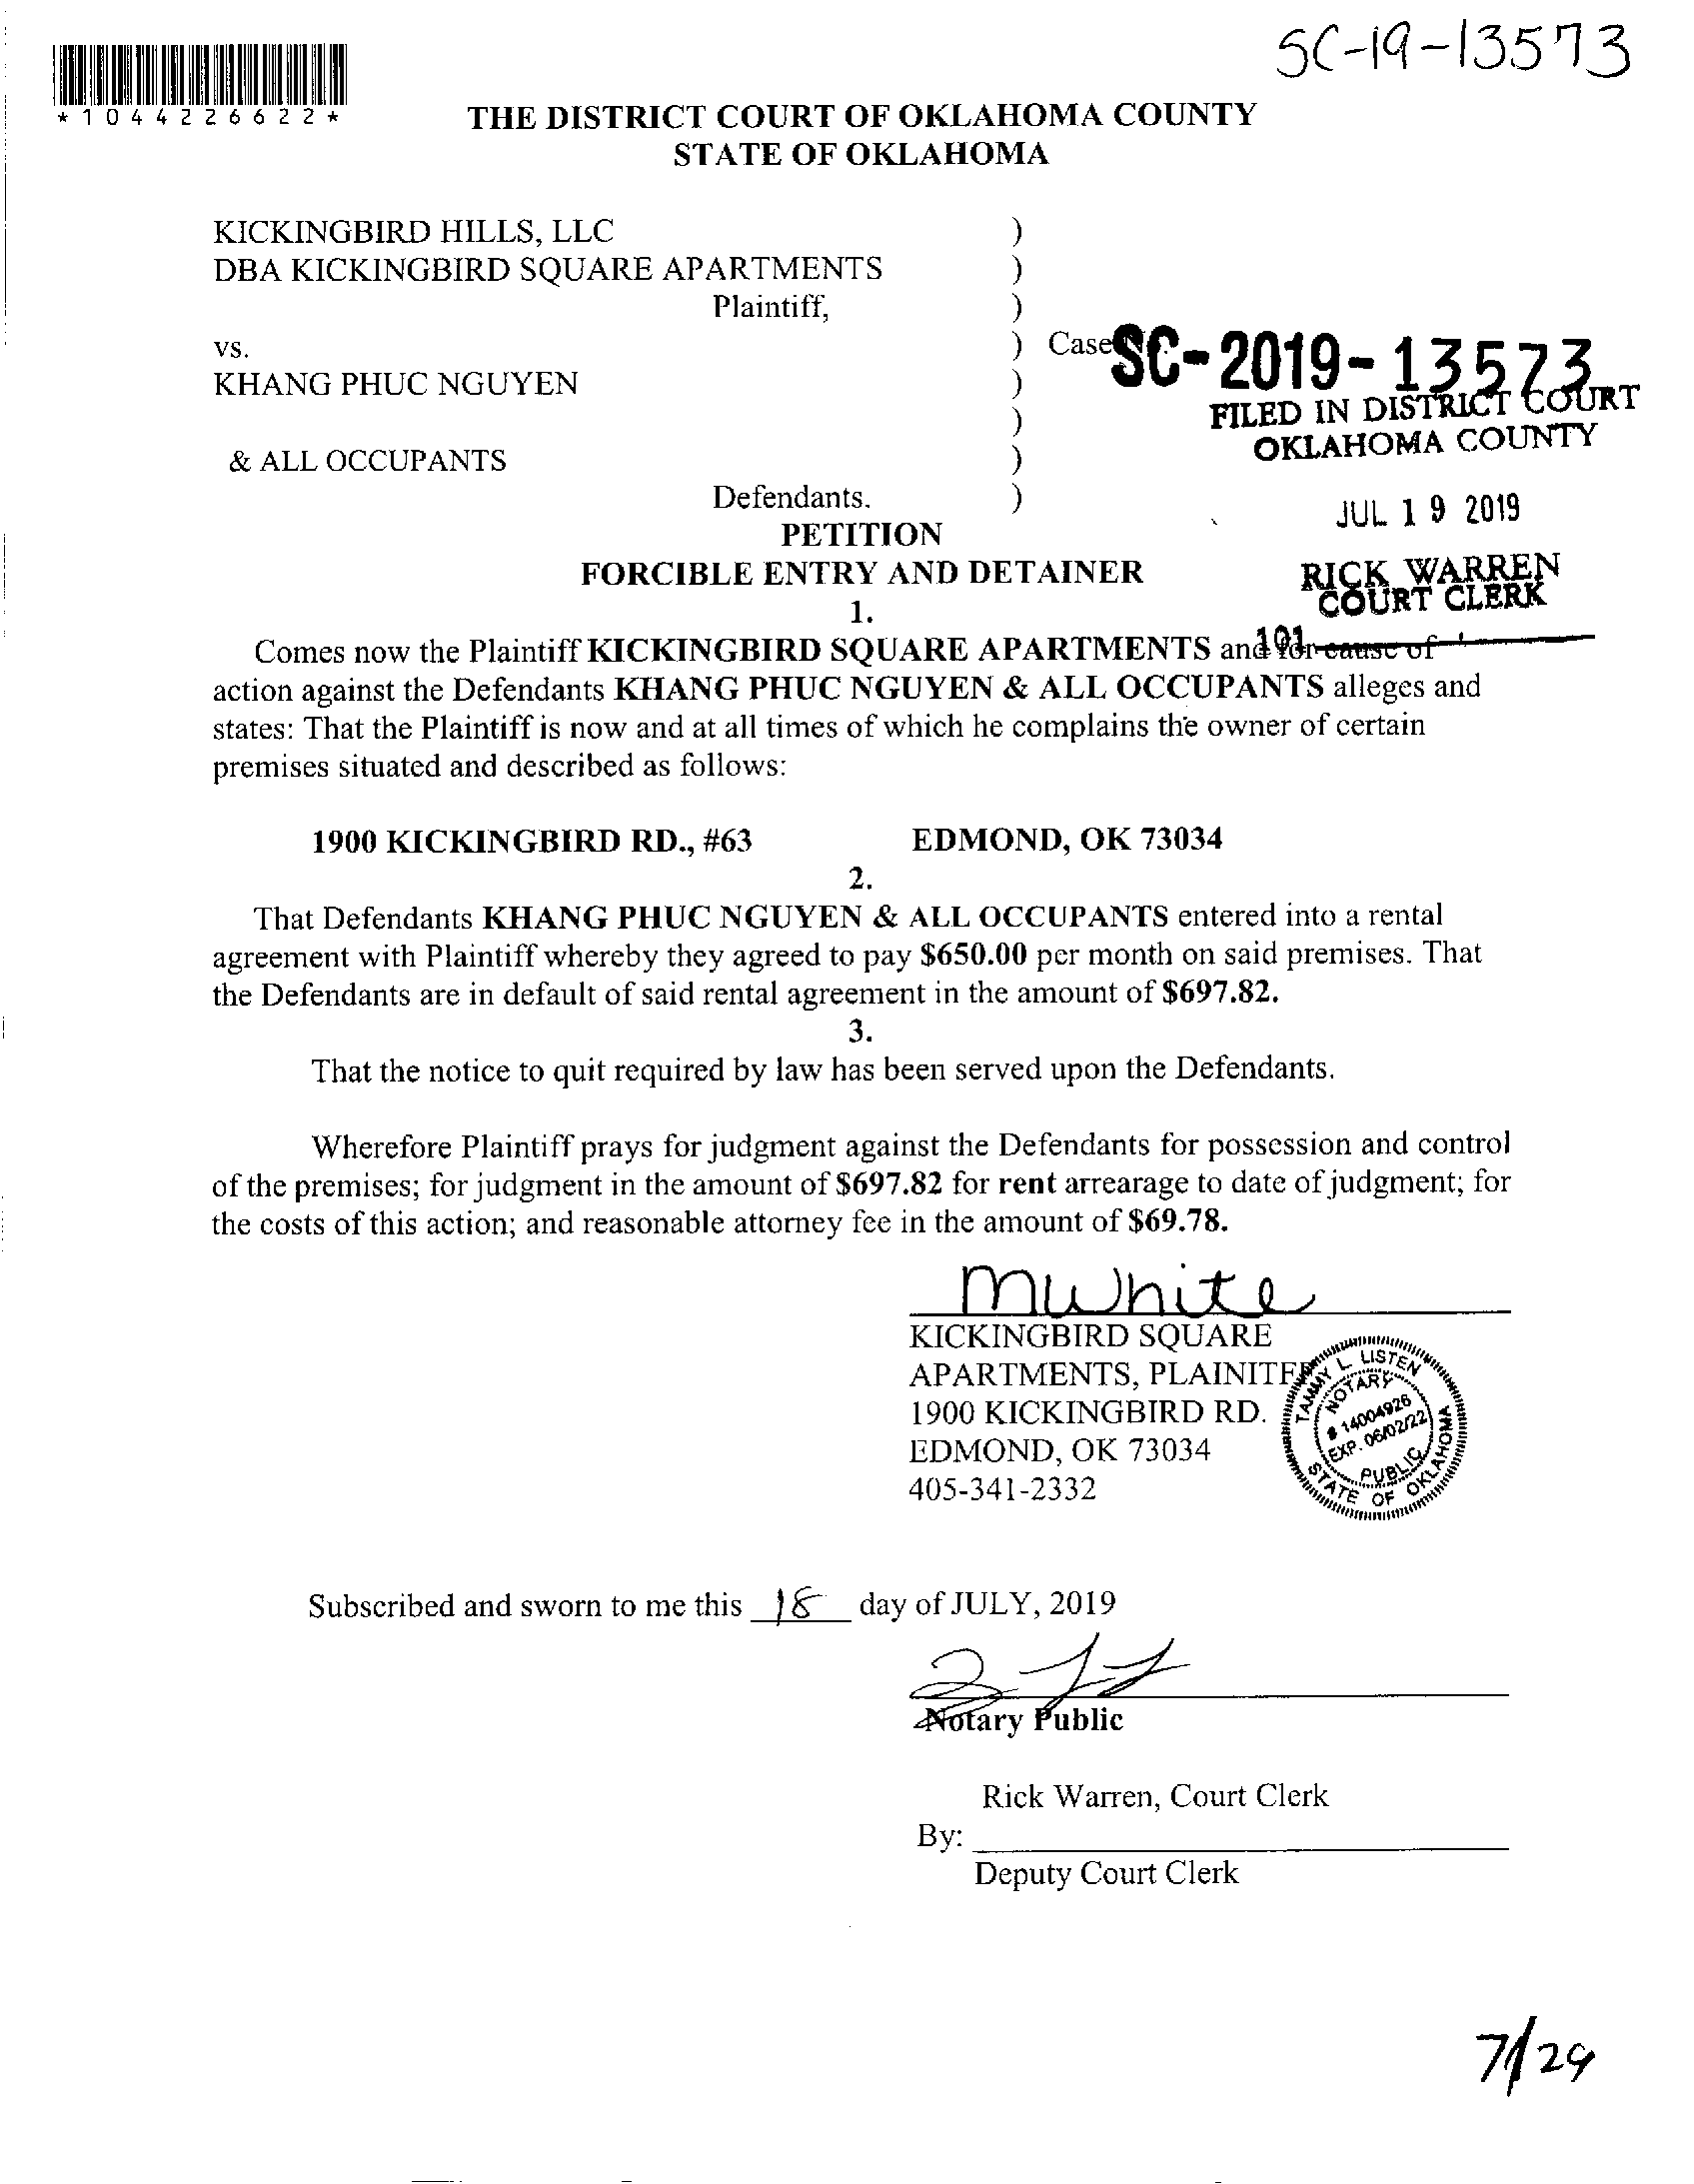 SC-19-13573
*1044226622*
THE DISTRICT COURT OF OKLAHOMA COUNTY
STATE OF OKLAHOMA
KICKINGBIRD HILLS, LLC )
DBA KICKINGBIRD SQUARE APARTMENTS )
Plaintiff, )
vs. ) Case No. SC-2019-13573
KHANG PHUC NGUYEN )
)
FILED IN DISTRICT COURT
OKLAHOMA COUNTY
& ALL OCCUPANTS )
Defendants. )
JUL 19 2019
PETITION
FORCIBLE ENTRY AND DETAINER
RICK WARREN
COURT CLERK
1.
101
Comes now the Plaintiff KICKINGBIRD SQUARE APARTMENTS and for cause of
action against the Defendants KHANG PHUC NGUYEN & ALL OCCUPANTS alleges and
states: That the Plaintiff is now and at all times of which he complains the owner of certain
premises situated and described as follows:
1900 KICKINGBIRD RD., #63 EDMOND, OK 73034
2.
That Defendants KHANG PHUC NGUYEN & ALL OCCUPANTS entered into a rental
agreement with Plaintiff whereby they agreed to pay $650.00 per month on said premises. That
the Defendants are in default of said rental agreement in the amount of $697.82.
3.
That the notice to quit required by law has been served upon the Defendants.
Wherefore Plaintiff prays for judgment against the Defendants for possession and control
of the premises; for judgment in the amount of $697.82 for rent arrearage to date of judgment; for
the costs of this action; and reasonable attorney fee in the amount of $69.78.
MWhite
KICKINGBIRD SQUARE
APARTMENTS, PLAINITFF
1900 KICKINGBIRD RD.
EDMOND, OK 73034
405-341-2332
TAMMY L. LISTEN
NOTARY
# 14004926
EXP. 06/02/22
PUBLIC
STATE OF OKLAHOMA
Subscribed and sworn to me this 18 day of JULY, 2019
Notary Public
Rick Warren, Court Clerk
By:
Deputy Court Clerk
7/29